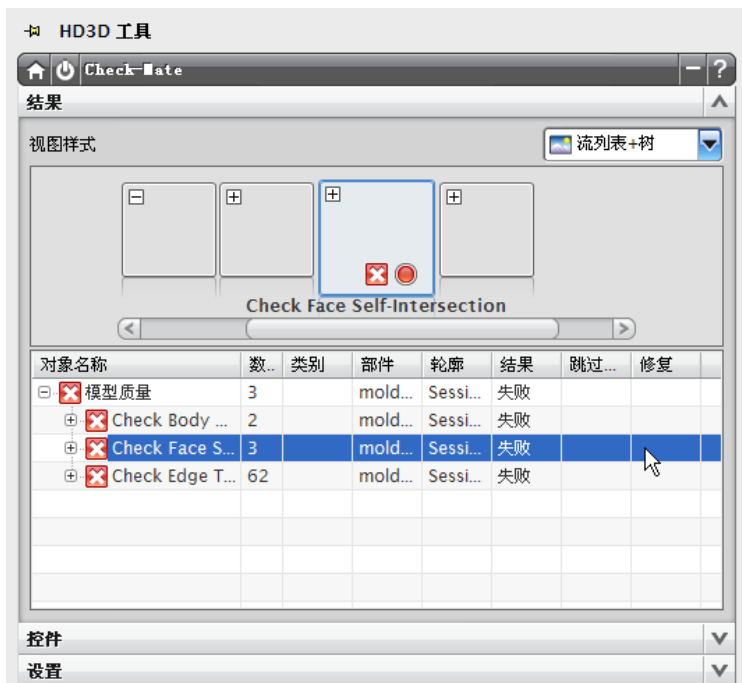 HD3D 工具
Check-Mate
结果
视图样式 流列表+树
Check Face Self-Intersection
对象名称 数.. 类别 部件 轮廓 结果 跳过... 修复
模型质量 3 mold... Sessi... 失败
Check Body ... 2 mold... Sessi... 失败
Check Face S... 3 mold... Sessi... 失败
Check Edge T... 62 mold... Sessi... 失败
控件
设置